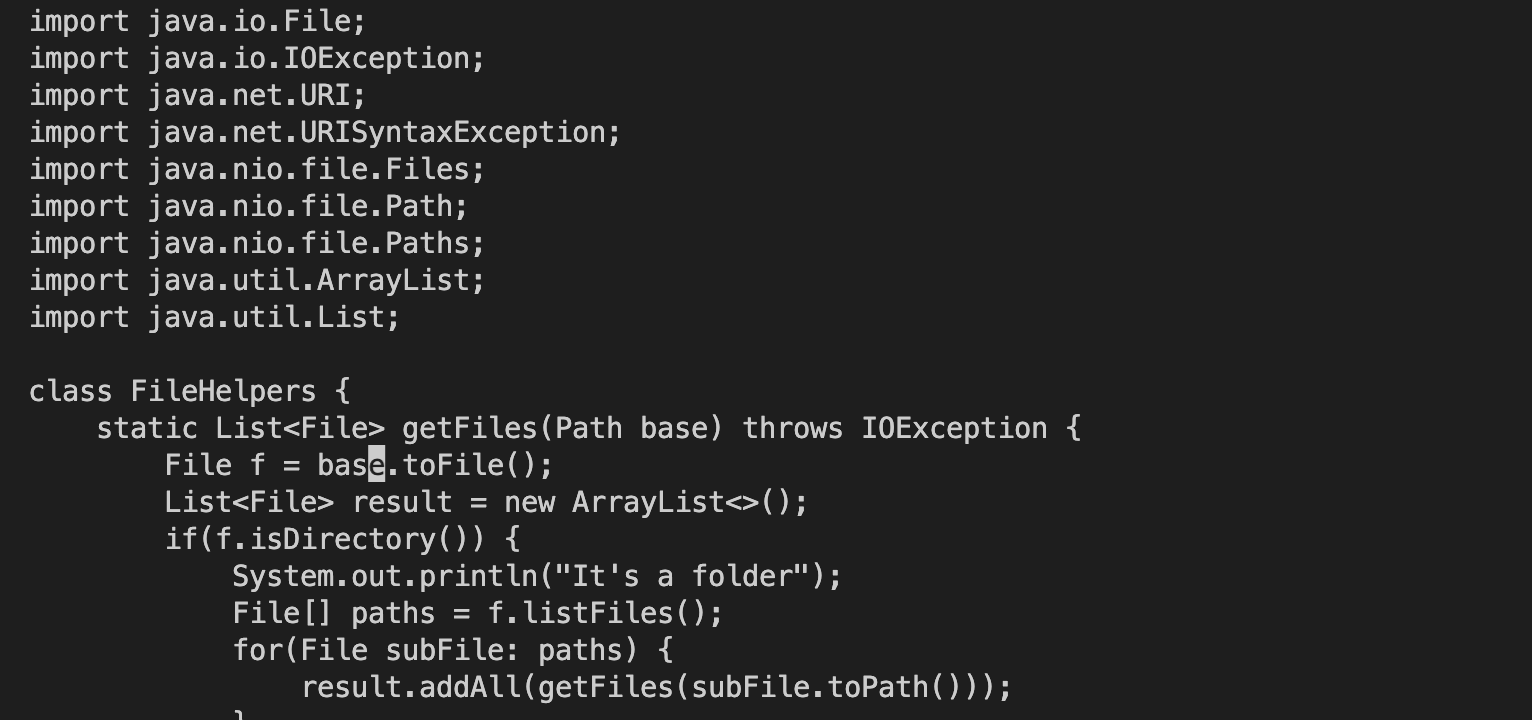 import java.io.File;
import java.io.IOException;
import java.net.URI;
import java.net.URISyntaxException;
import java.nio.file.Files;
import java.nio.file.Path;
import java.nio.file.Paths;
import java.util.ArrayList;
import java.util.List;

class FileHelpers {
    static List<File> getFiles(Path base) throws IOException {
        File f = base.toFile();
        List<File> result = new ArrayList<>();
        if(f.isDirectory()) {
            System.out.println("It's a folder");
            File[] paths = f.listFiles();
            for(File subFile: paths) {
                result.addAll(getFiles(subFile.toPath()));
            }